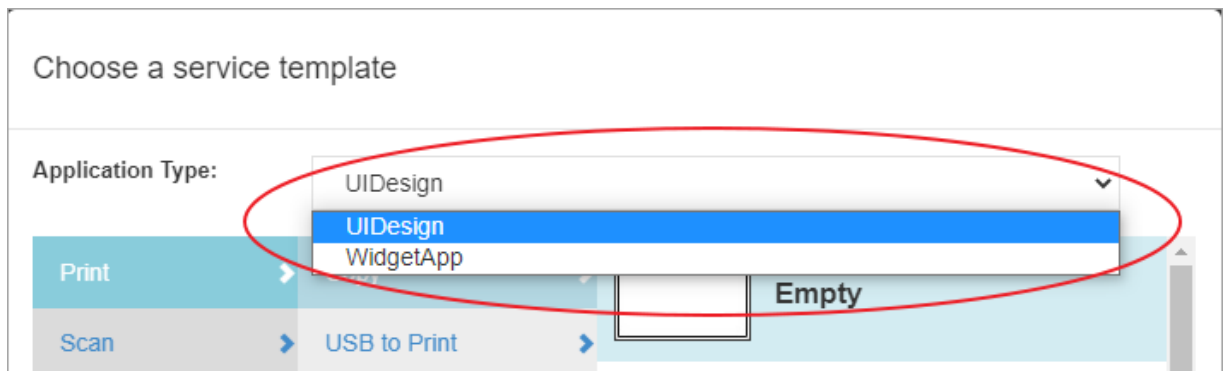 Choose a service template
Application Type:
UIDesign
UIDesign
WidgetApp
Print
Empty
Scan
USB to Print